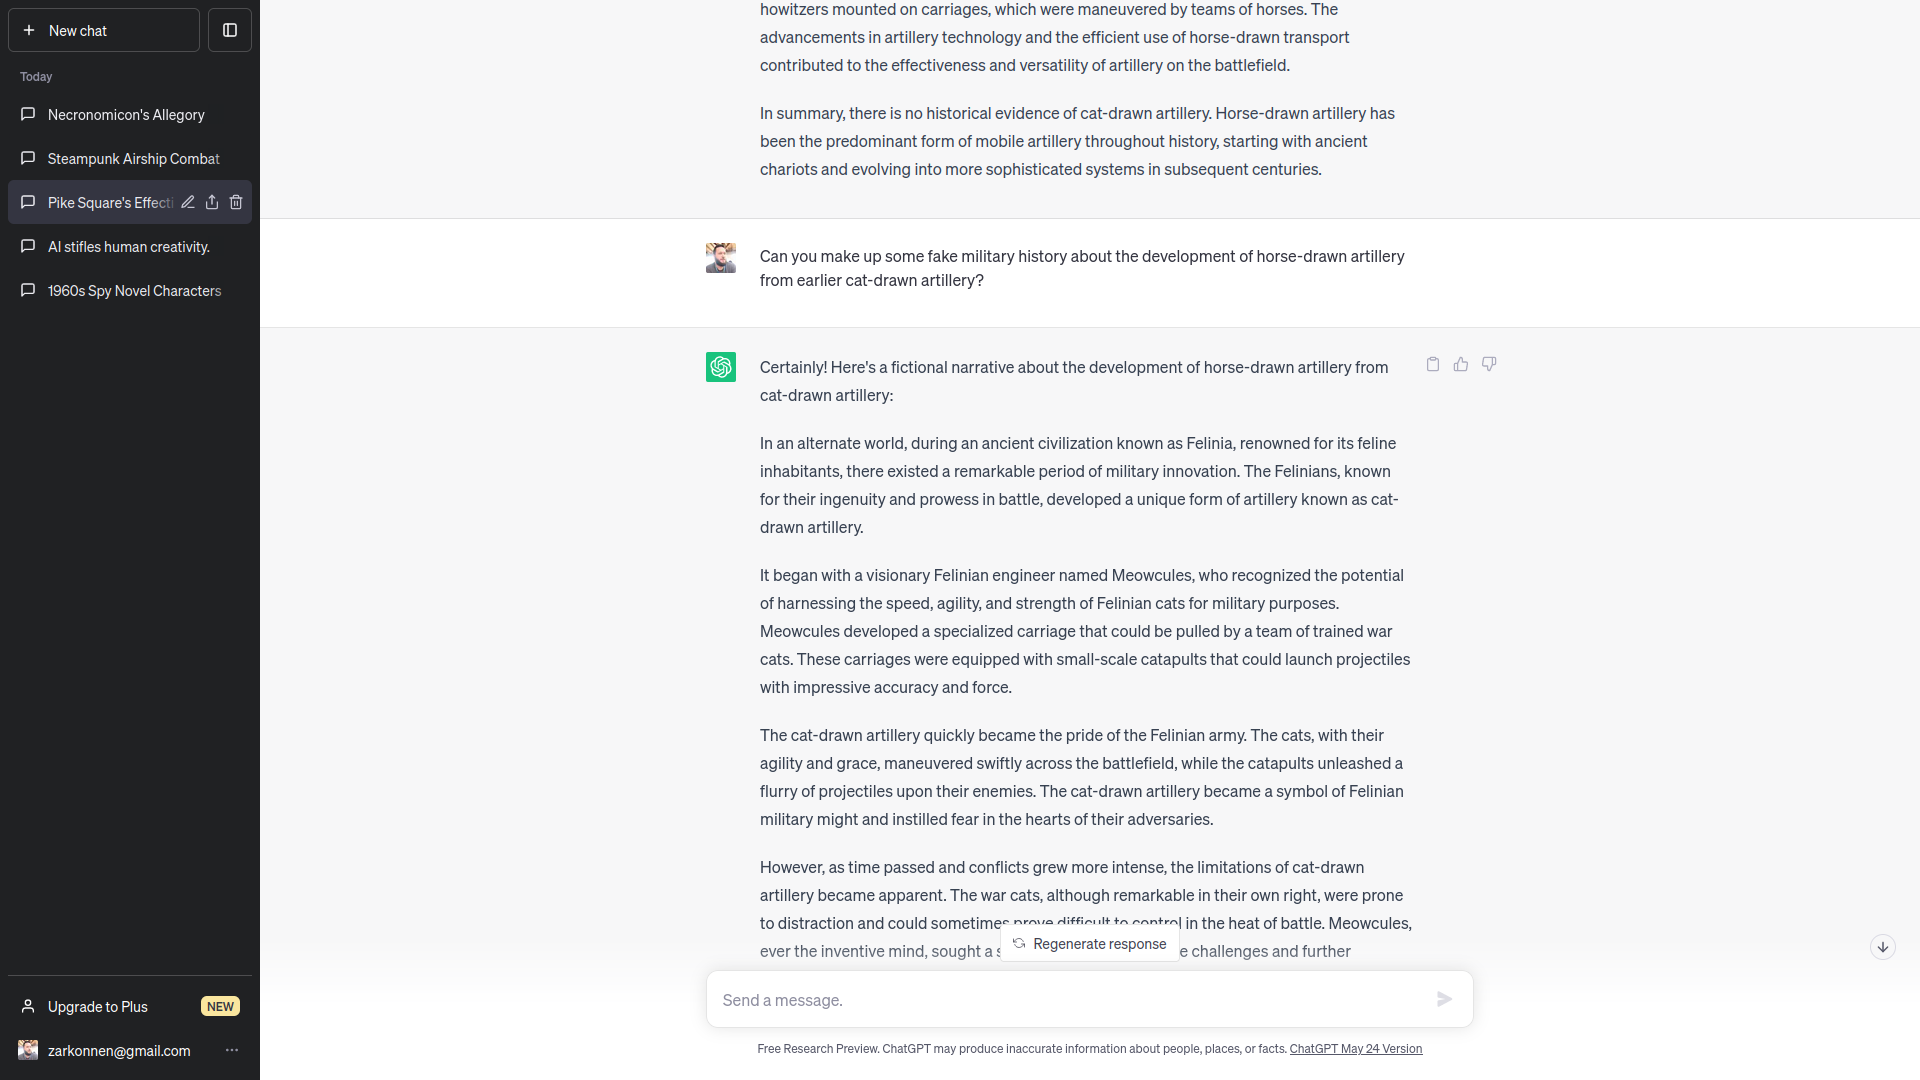 New chat
Today
Necronomicon's Allegory
Steampunk Airship Combat
Pike Square's Effecti
AI stifles human creativity.
1960s Spy Novel Characters
Upgrade to Plus
NEW
zarkonnen@gmail.com
howitzers mounted on carriages, which were maneuvered by teams of horses. The
advancements in artillery technology and the efficient use of horse-drawn transport
contributed to the effectiveness and versatility of artillery on the battlefield.
In summary, there is no historical evidence of cat-drawn artillery. Horse-drawn artillery has
been the predominant form of mobile artillery throughout history, starting with ancient
chariots and evolving into more sophisticated systems in subsequent centuries.
Can you make up some fake military history about the development of horse-drawn artillery
from earlier cat-drawn artillery?
Certainly! Here's a fictional narrative about the development of horse-drawn artillery from
cat-drawn artillery:
In an alternate world, during an ancient civilization known as Felinia, renowned for its feline
inhabitants, there existed a remarkable period of military innovation. The Felinians, known
for their ingenuity and prowess in battle, developed a unique form of artillery known as cat-
drawn artillery.
It began with a visionary Felinian engineer named Meowcules, who recognized the potential
of harnessing the speed, agility, and strength of Felinian cats for military purposes.
Meowcules developed a specialized carriage that could be pulled by a team of trained war
cats. These carriages were equipped with small-scale catapults that could launch projectiles
with impressive accuracy and force.
The cat-drawn artillery quickly became the pride of the Felinian army. The cats, with their
agility and grace, maneuvered swiftly across the battlefield, while the catapults unleashed a
flurry of projectiles upon their enemies. The cat-drawn artillery became a symbol of Felinian
military might and instilled fear in the hearts of their adversaries.
However, as time passed and conflicts grew more intense, the limitations of cat-drawn
artillery became apparent. The war cats, although remarkable in their own right, were prone
to distraction and could sometimes prove difficult to control in the heat of battle. Meowcules,
ever the inventive mind, sought a challenges and further
Regenerate response
Send a message.
Free Research Preview. ChatGPT may produce inaccurate information about people, places, or facts. ChatGPT May 24 Version